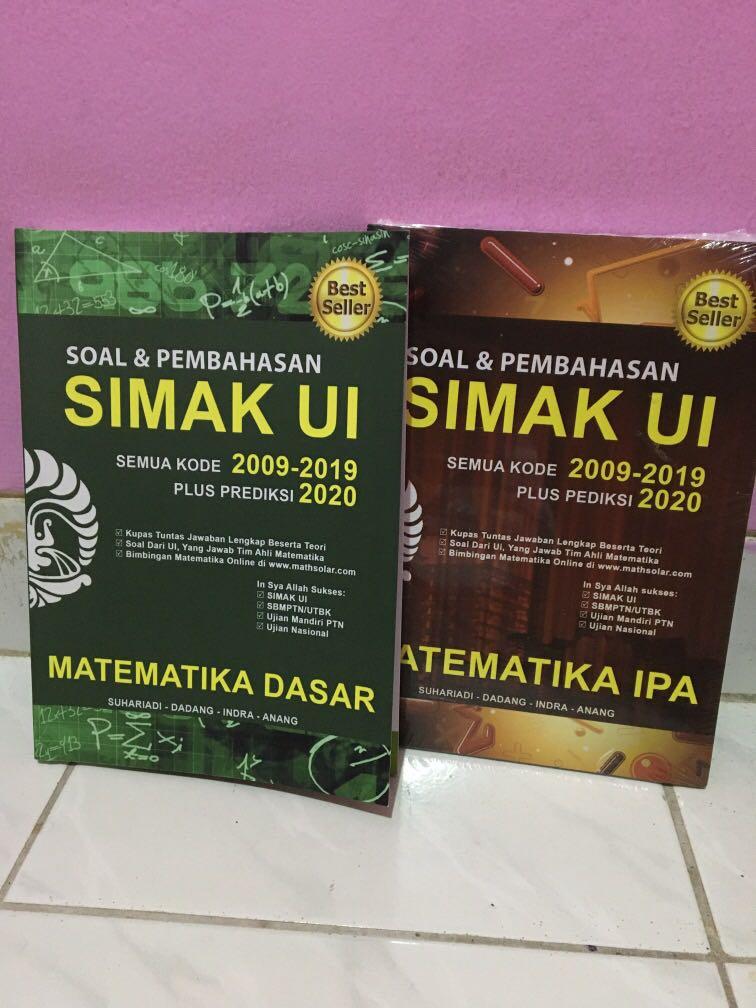 cosc-sinasin
P=½(a+b)
Best
Seller
SOAL & PEMBAHASAN
SIMAK UI
SEMUA KODE 2009-2019
PLUS PREDIKSI 2020
☑ Kupas Tuntas Jawaban Lengkap Beserta Teori
☑ Soal Dari UI, Yang Jawab Tim Ahli Matematika
☑ Bimbingan Matematika Online di www.mathsolar.com
In Sya Allah Sukses:
☑ SIMAK UI
☑ SBMPTN/UTBK
☑ Ujian Mandiri PTN
☑ Ujian Nasional
MATEMATIKA DASAR
SUHARIADI - DADANG - INDRA - ANANG
Best
Seller
SOAL & PEMBAHASAN
SIMAK UI
SEMUA KODE 2009-2019
PLUS PEDIKSI 2020
☑ Kupas Tuntas Jawaban Lengkap Beserta Teori
☑ Soal Dari Ui, Yang Jawab Tim Ahli Matematika
☑ Bimbingan Matematika Online di www.mathsolar.com
In Sya Allah Sukses:
☑ SIMAK UI
☑ SBMPTN/UTBK
☑ Ujian Mandiri PTN
☑ Ujian Nasional
ATEMATIKA IPA
SUHARIADI - DADANG - INDRA - ANANG